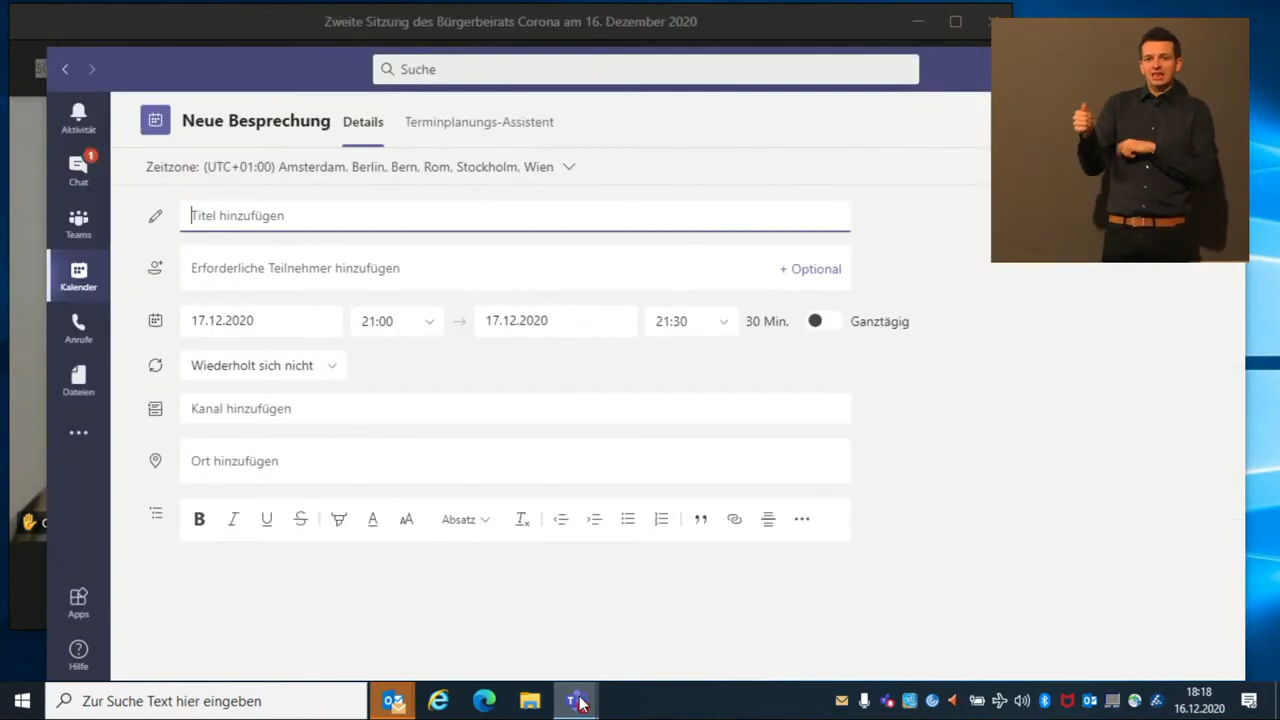 Zweite Sitzung des Bürgerbeirats Corona am 16. Dezember 2020
Suche
Aktivität
1
Chat
Teams
Kalender
Anrufe
Dateien
Apps
Hilfe
Neue Besprechung Details Terminplanungs-Assistent
Zeitzone: (UTC+01:00) Amsterdam, Berlin, Bern, Rom, Stockholm, Wien
Titel hinzufügen
Erforderliche Teilnehmer hinzufügen + Optional
17.12.2020 21:00 → 17.12.2020 21:30 30 Min. Ganztägig
Wiederholt sich nicht
Kanal hinzufügen
Ort hinzufügen
B I U S A AA Absatz Tx
Zur Suche Text hier eingeben
18:18
16.12.2020